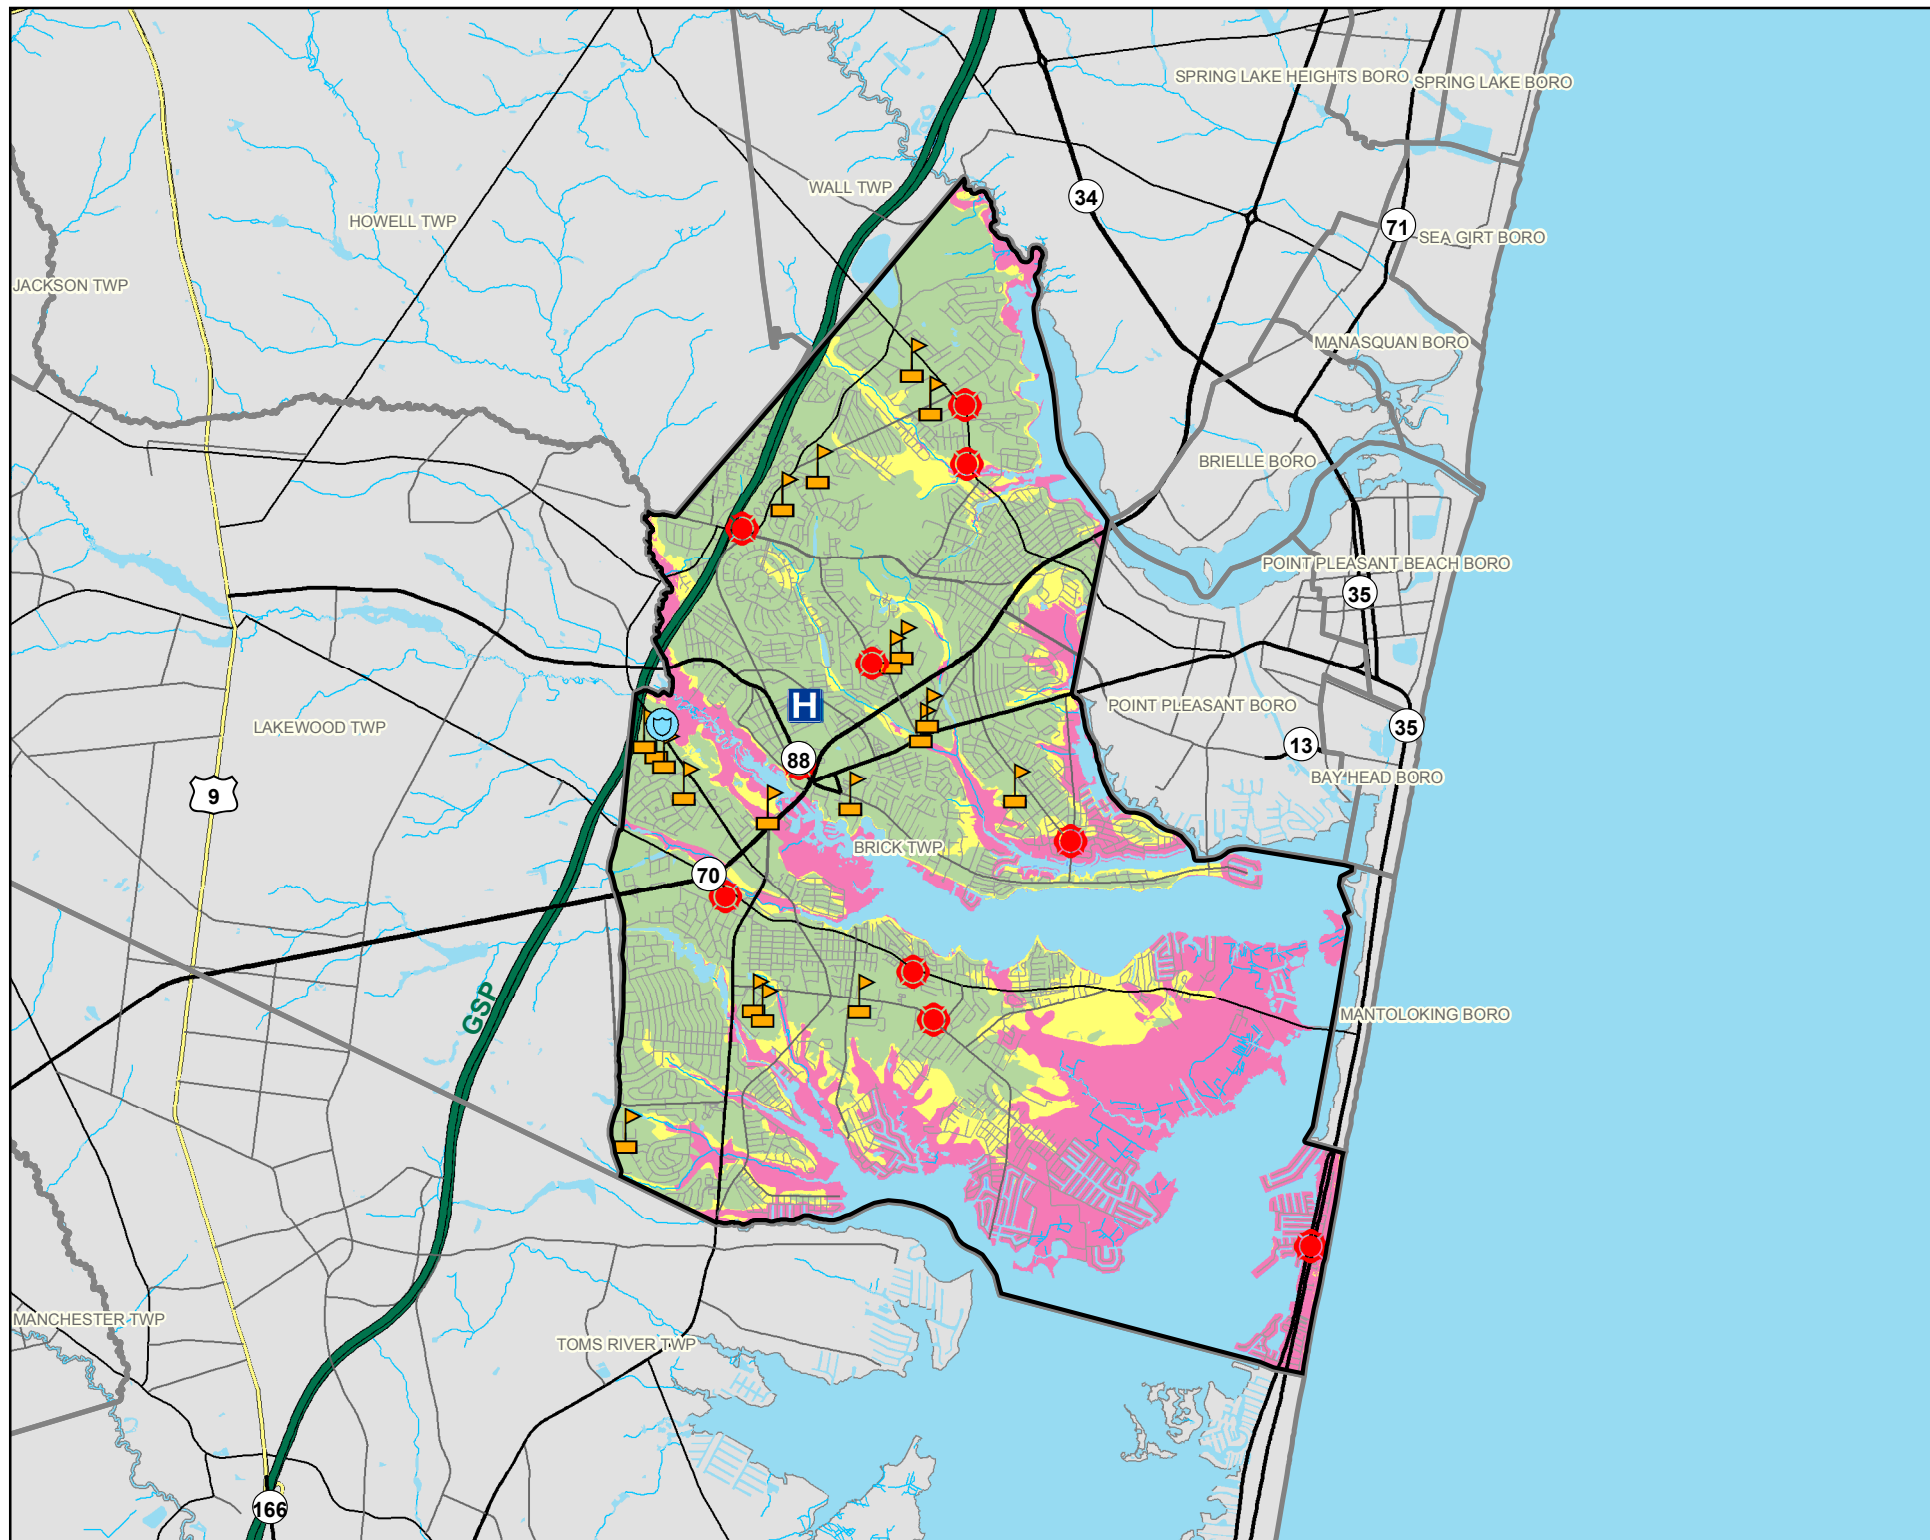 SPRING LAKE HEIGHTS BORO
SPRING LAKE BORO
WALL TWP
34
HOWELL TWP
71
SEA GIRT BORO
JACKSON TWP
MANASQUAN BORO
BRIELLE BORO
POINT PLEASANT BEACH BORO
35
H
POINT PLEASANT BORO
LAKEWOOD TWP
35
13
88
BAY HEAD BORO
9
BRICK TWP
70
GSP
MANTOLOKING BORO
MANCHESTER TWP
TOMS RIVER TWP
166